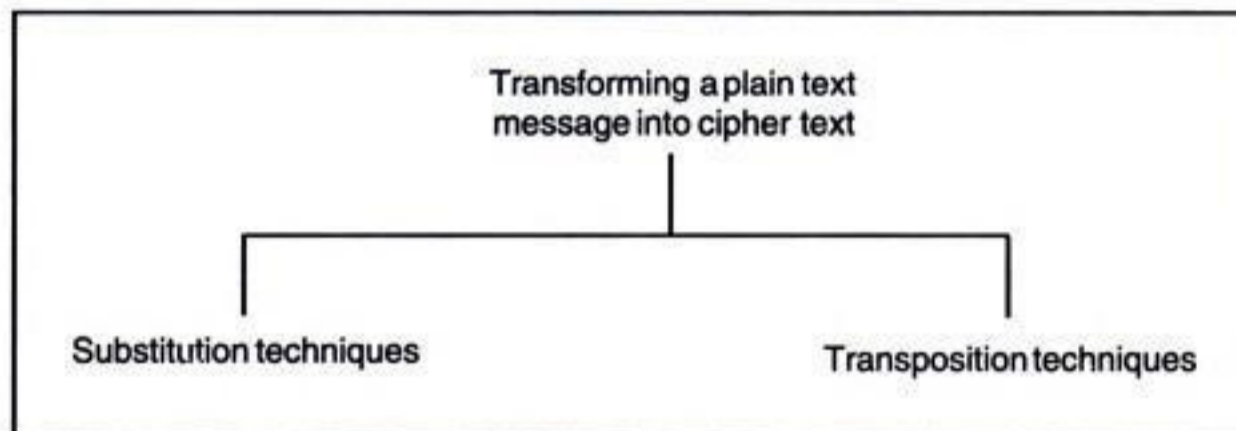 Transforming a plain text
message into cipher text
Substitution techniques
Transposition techniques